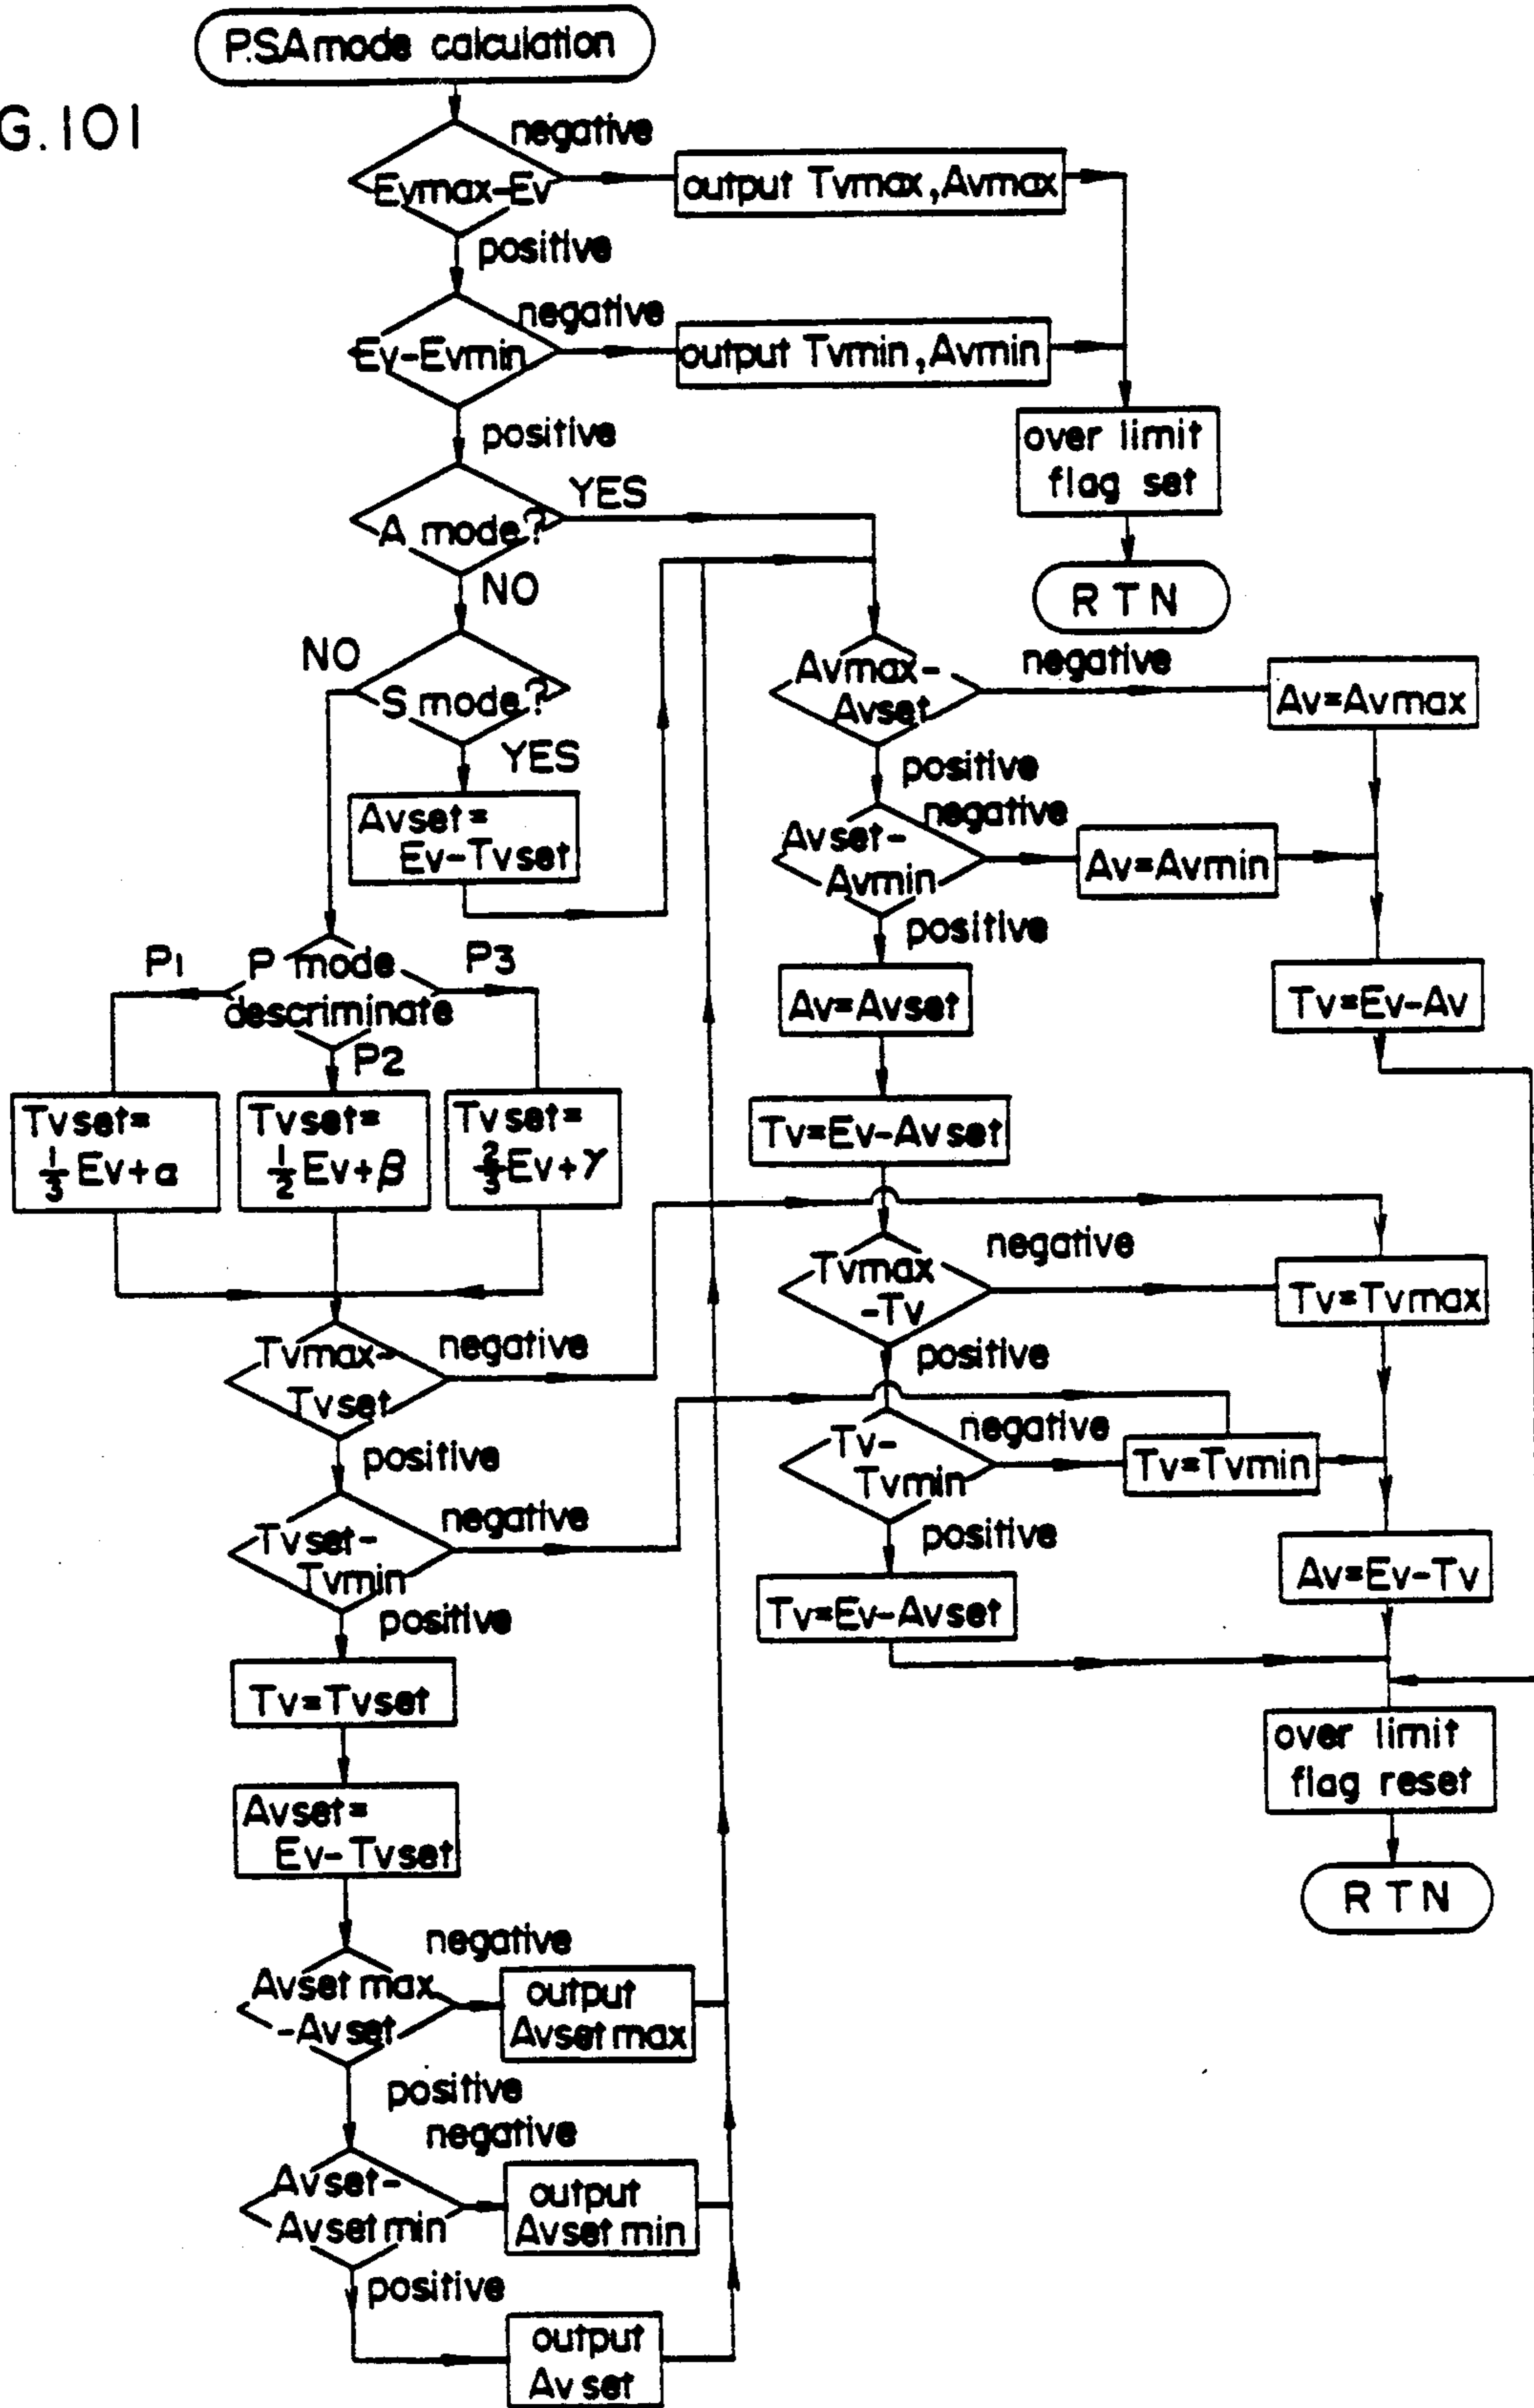 P.S.A mode calculation
G. 101
negative
Evmax-Ev
output Tvmax, Avmax
positive
negative
Ev-Evmin
output Tvmin, Avmin
positive
over limit
flag set
YES
A mode?
NO
R T N
NO
S mode?
YES
Avset=
Ev-Tvset
Avmax-
Avset
negative
Av=Avmax
positive
negative
Avset-
Avmin
Av=Avmin
positive
Av=Avset
Tv=Ev-Av
P1
P mode
descriminate
P3
P2
Tvset=
1/3 Ev+α
Tvset=
1/2 Ev+β
Tvset=
2/3 Ev+γ
Tv=Ev-Avset
Tvmax
-Tv
negative
Tv=Tvmax
positive
Tvmax-
Tvset
negative
positive
Tv-
Tvmin
negative
Tv=Tvmin
positive
Tvset-
Tvmin
negative
positive
Tv=Ev-Avset
Av=Ev-Tv
Tv=Tvset
over limit
flag reset
Avset=
Ev-Tvset
R T N
negative
Avset max
-Avset
output
Avset max
positive
negative
Avset-
Avset min
output
Avset min
positive
output
Avset